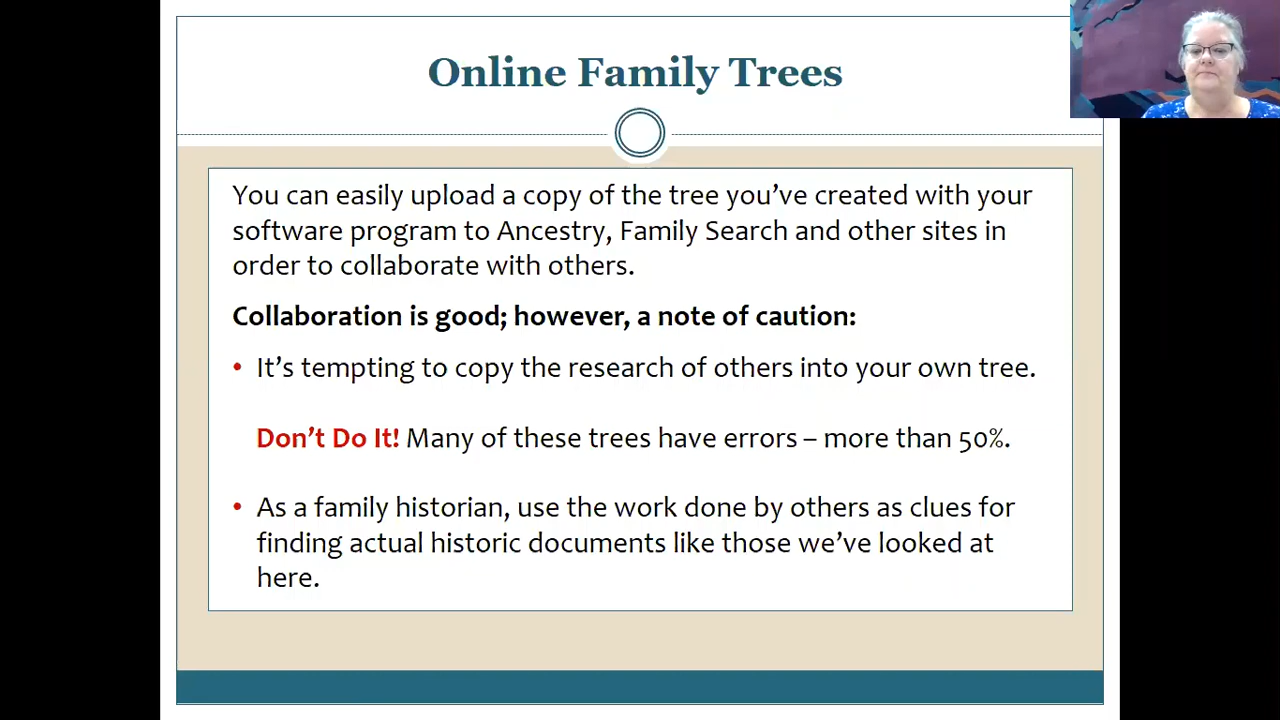 Online Family Trees
You can easily upload a copy of the tree you’ve created with your
software program to Ancestry, Family Search and other sites in
order to collaborate with others.
Collaboration is good; however, a note of caution:
• It’s tempting to copy the research of others into your own tree.
Don’t Do It! Many of these trees have errors – more than 50%.
• As a family historian, use the work done by others as clues for
finding actual historic documents like those we’ve looked at
here.